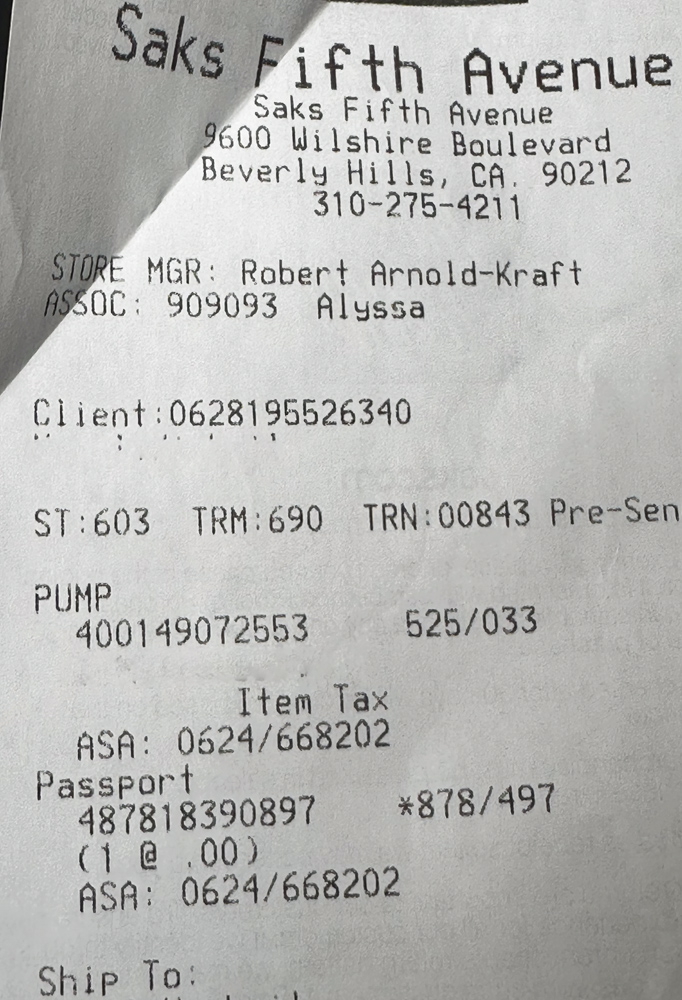 Saks Fifth Avenue
Saks Fifth Avenue
9600 Wilshire Boulevard
Beverly Hills, CA. 90212
310-275-4211
STORE MGR: Robert Arnold-Kraft
ASSOC: 909093 Alyssa
Client:0628195526340
ST:603 TRM:690 TRN:00843 Pre-Sen
PUMP
400149072553 525/033
Item Tax
ASA: 0624/668202
Passport
487818390897 *878/497
(1 @ .00)
ASA: 0624/668202
Ship To: